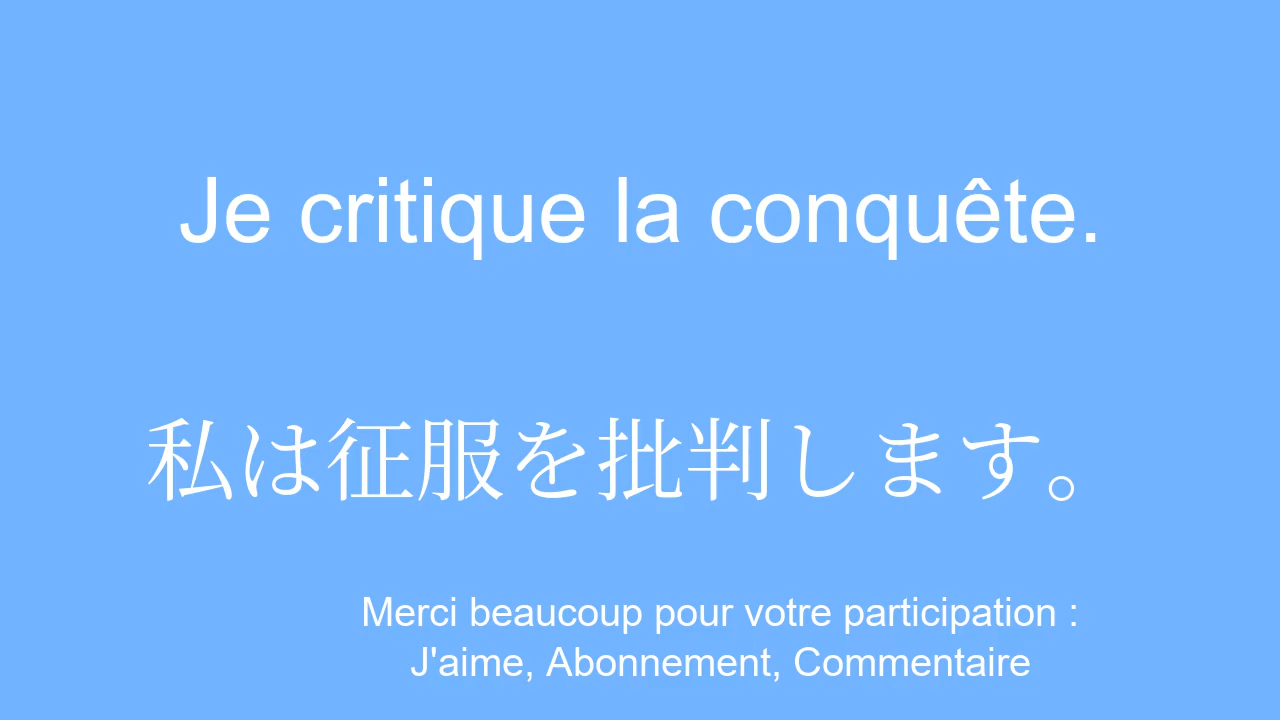 Je critique la conquête.
私は征服を批判します。
Merci beaucoup pour votre participation :
J'aime, Abonnement, Commentaire